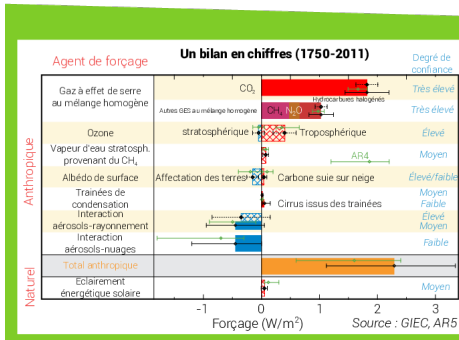 Un bilan en chiffres (1750-2011)
Agent de forçage
Degré de
confiance
Gaz à effet de serre
au mélange homogène
CO2
Très élevé
Hydrocarbures halogénés
Autres GES au mélange homogène
CH4 N2O
Très élevé
Ozone
stratosphérique
Troposphérique
Élevé
Vapeur d'eau stratosph.
provenant du CH4
AR4
Moyen
Albédo de surface
Affectation des terres
Carbone suie sur neige
Élevé/faible
Trainées de
condensation
Cirrus issus des trainées
Moyen
Faible
Interaction
aérosols-rayonnement
Élevé
Moyen
Interaction
aérosols-nuages
Faible
Anthropique
Total anthropique
Naturel
Eclairement
énergétique solaire
Moyen
-1 0 1 2 3
Forçage (W/m2)
Source : GIEC, AR5